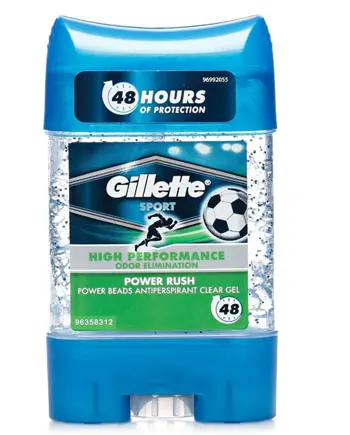 96992055
48 HOURS
OF PROTECTION
Gillette
SPORT
HIGH PERFORMANCE
ODOR ELIMINATION
POWER RUSH
POWER BEADS ANTIPERSPIRANT CLEAR GEL
48
96358312